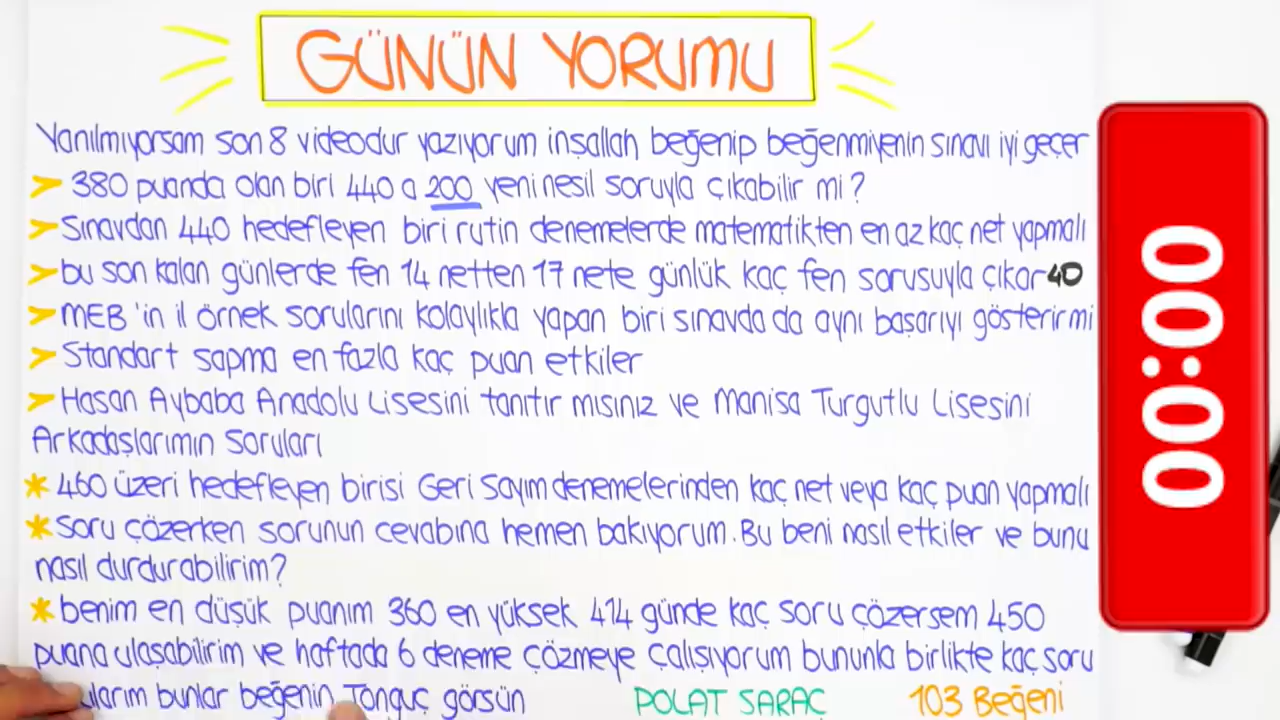 GÜNÜN YORUMU
Yanılmıyorsam son 8 videodur yazıyorum inşallah beğenip beğenmiyenin sınavı iyi geçer
➤ 380 puanda olan biri 440 a 200 yeni nesil soruyla çıkabilir mi?
➤ Sınavdan 440 hedefleyen biri rutin denemelerde matematikten en az kaç net yapmalı
➤ bu son kalan günlerde fen 14 netten 17 nete günlük kaç fen sorusuyla çıkar 40
➤ MEB'in il örnek sorularını kolaylıkla yapan biri sınavda da aynı başarıyı gösterir mi
➤ Standart sapma en fazla kaç puan etkiler
➤ Hasan Aybaba Anadolu Lisesini tanıtır mısınız ve Manisa Turgutlu Lisesini
Arkadaşlarımın Soruları
* 460 üzeri hedefleyen birisi Geri Sayım denemelerinden kaç net veya kaç puan yapmalı
* Soru çözerken sorunun cevabına hemen bakıyorum. Bu beni nasıl etkiler ve bunu
nasıl durdurabilirim?
* benim en düşük puanım 360 en yüksek 414 günde kaç soru çözersem 450
puana ulaşabilirim ve haftada 6 deneme çözmeye çalışıyorum bununla birlikte kaç soru
bunlar beğenin Tonguç görsün POLAT SARAÇ 103 Beğeni
00:00